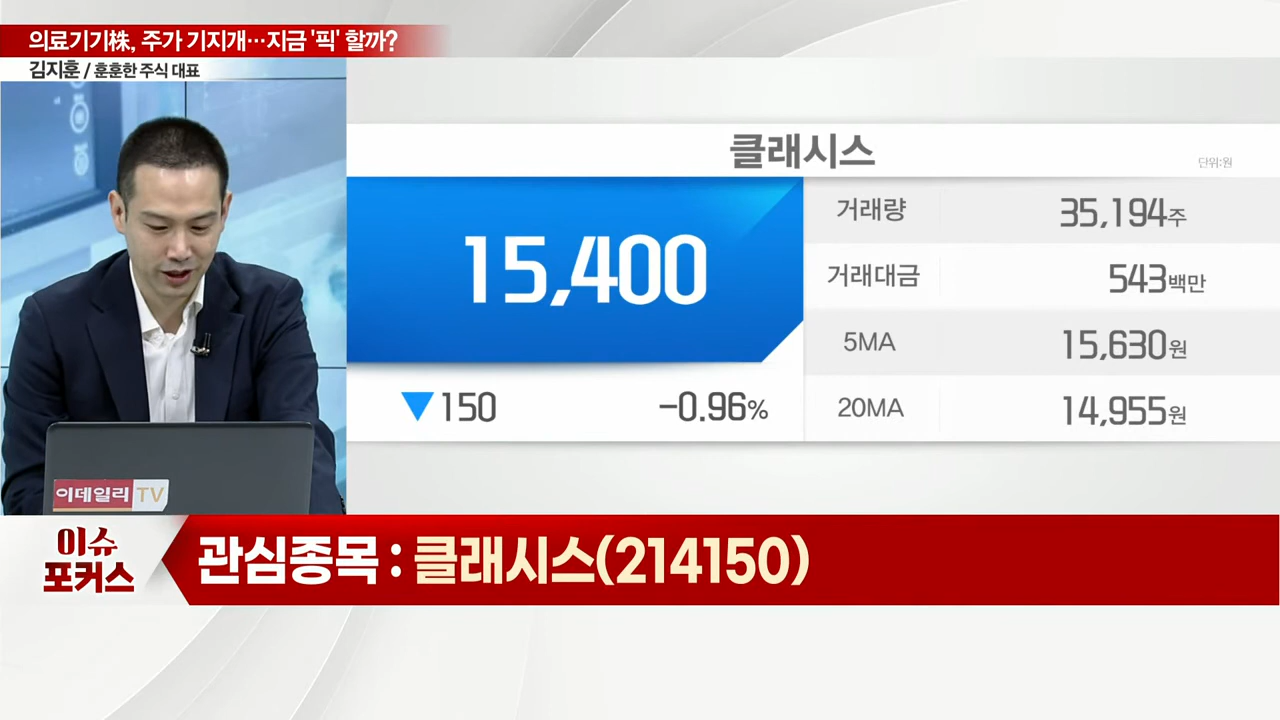 의료기기株, 주가 기지개…지금 '픽' 할까?
김지훈 / 훈훈한 주식 대표
클래시스
단위:원
15,400
▼150 -0.96%
거래량 35,194주
거래대금 543백만
5MA 15,630원
20MA 14,955원
이데일리TV
이슈
포커스
관심종목 : 클래시스(214150)